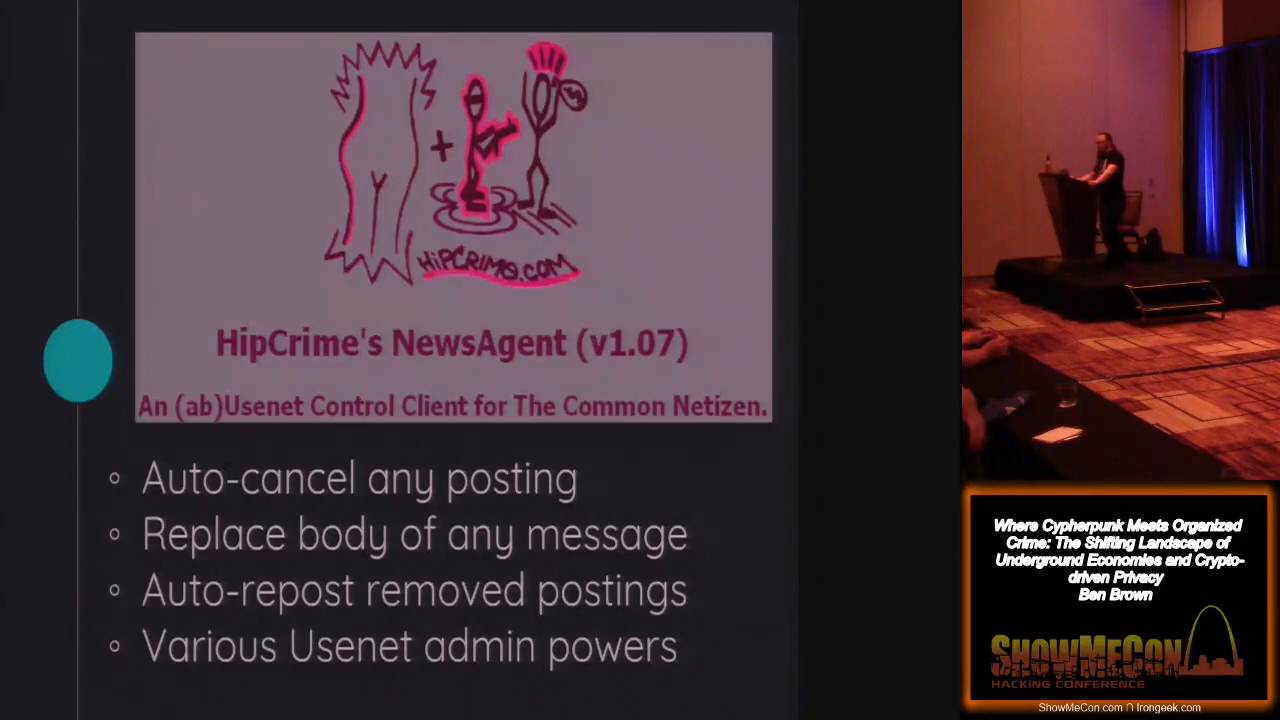 HiPCRIME.COM
HipCrime's NewsAgent (v1.07)
An (ab)Usenet Control Client for The Common Netizen.
Auto-cancel any posting
Replace body of any message
Auto-repost removed postings
Various Usenet admin powers
Where Cypherpunk Meets Organized
Crime: The Shifting Landscape of
Underground Economies and Crypto-
driven Privacy
Ben Brown
SHOWMECON
HACKING CONFERENCE
ShowMeCon.com ∩ Irongeek.com